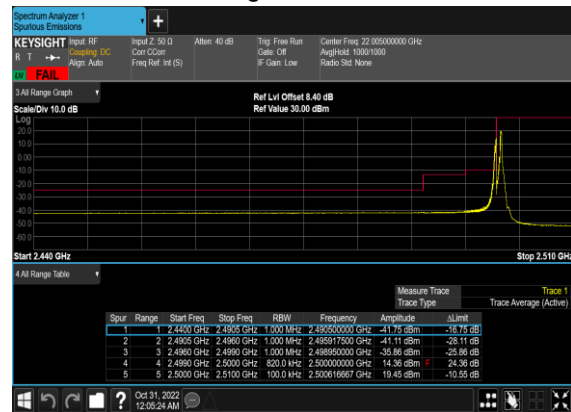 Spectrum Analyzer 1
Spurious Emissions
KEYSIGHT Input: RF Input Z: 50 Ω Atten: 40 dB Trig: Free Run Center Freq: 22.005000000 GHz
R T Coupling: DC Corr CCorr Gate: Off Avg|Hold: 1000/1000
Align: Auto Freq Ref: Int (S) IF Gain: Low Radio Std: None
FAIL
3 All Range Graph
Ref Lvl Offset 8.40 dB
Scale/Div 10.0 dB Ref Value 30.00 dBm
Log
20.0
10.0
0.00
-10.0
-20.0
-30.0
-40.0
-50.0
-60.0
Start 2.440 GHz Stop 2.510 GHz
4 All Range Table
Measure Trace Trace 1
Trace Type Trace Average (Active)
Spur Range Start Freq Stop Freq RBW Frequency Amplitude ΔLimit
1 1 2.4400 GHz 2.4905 GHz 1.000 MHz 2.490500000 GHz -41.75 dBm -16.75 dB
2 2 2.4905 GHz 2.4960 GHz 1.000 MHz 2.495917500 GHz -41.11 dBm -28.11 dB
3 3 2.4960 GHz 2.4990 GHz 1.000 MHz 2.498950000 GHz -35.86 dBm -25.86 dB
4 4 2.4990 GHz 2.5000 GHz 820.0 kHz 2.500000000 GHz 14.36 dBm F 24.36 dB
5 5 2.5000 GHz 2.5100 GHz 100.0 kHz 2.500616667 GHz 19.45 dBm -10.55 dB
? Oct 31, 2022
12:05:24 AM